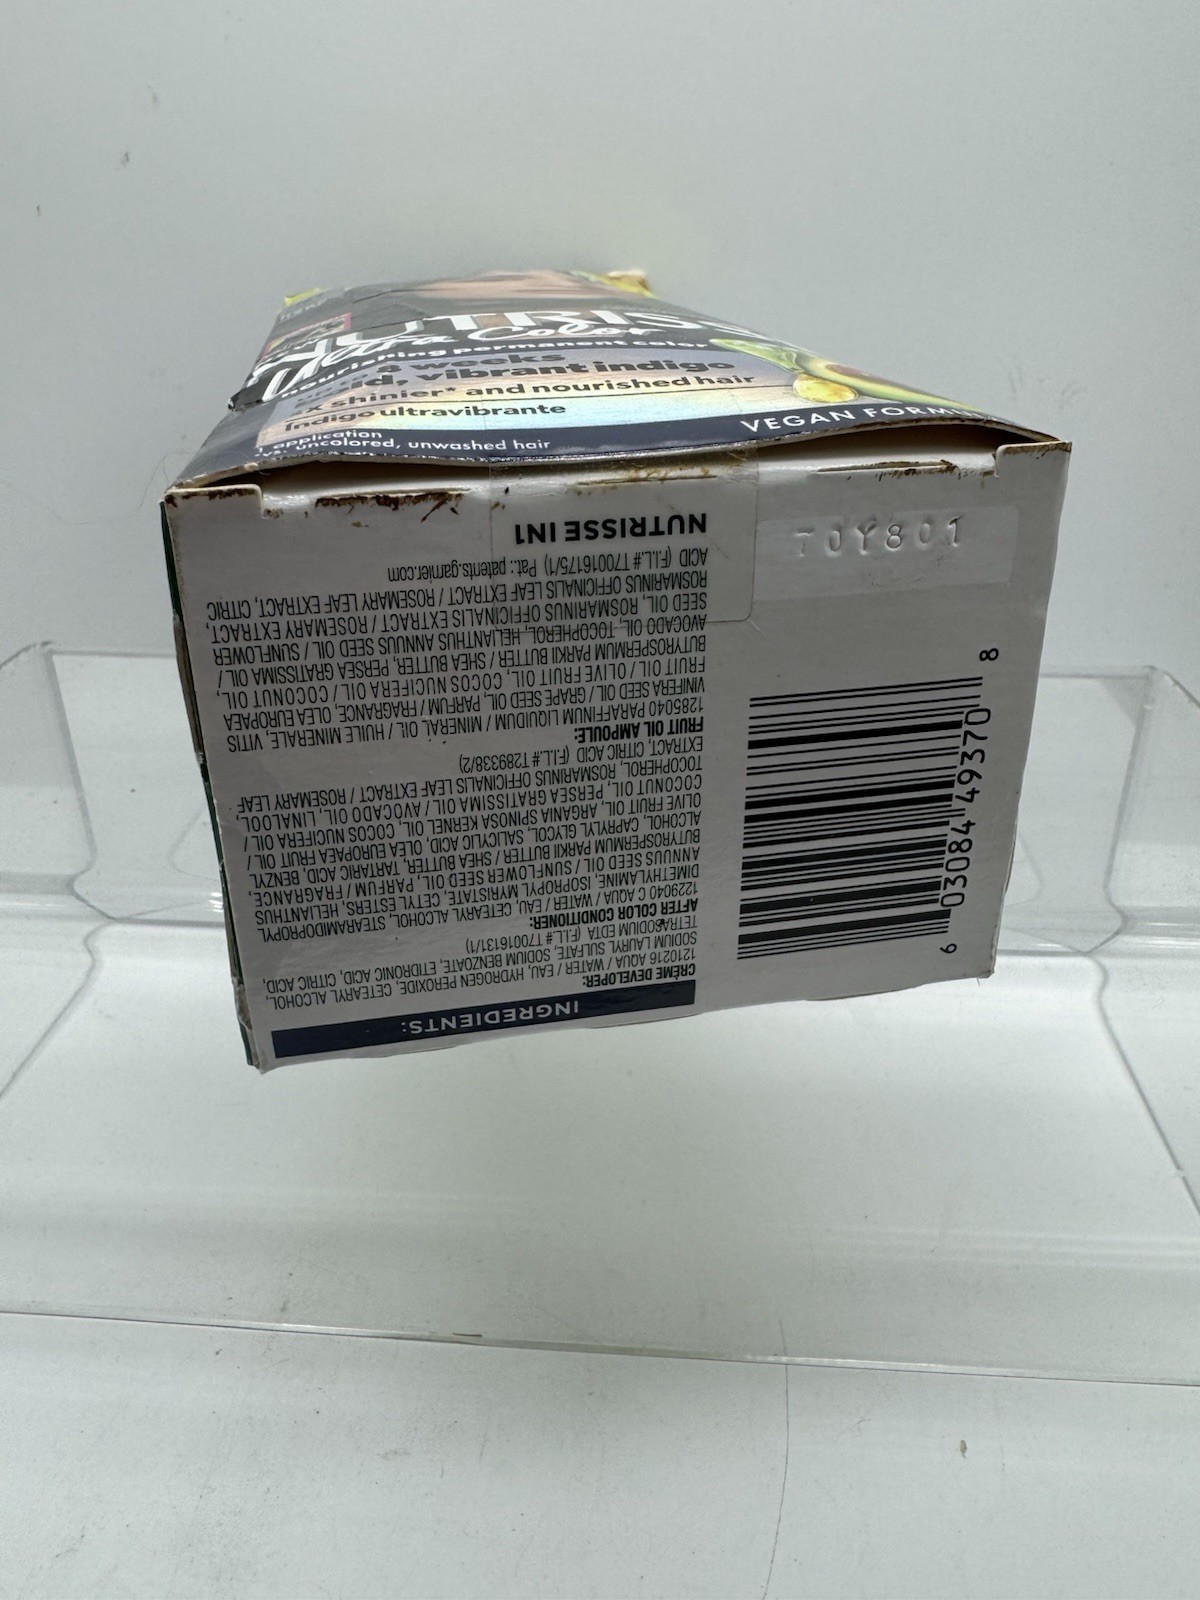 NUTRISS
Ultra Color
nourishing permanent color
weeks
vibrant indigo
shinier* and nourished hair
Indigo ultravibrante
application
uncolored, unwashed hair
VEGAN
INGREDIENTS:
CRÈME DEVELOPER:
1210216 AQUA / WATER / EAU, HYDROGEN PEROXIDE, CETEARYL ALCOHOL,
SODIUM LAURYL SULFATE, SODIUM BENZOATE, ETIDRONIC ACID, CITRIC ACID,
TETRASODIUM EDTA (F.I.L.# T70016131/1)
AFTER COLOR CONDITIONER:
1229040 C AQUA / WATER / EAU, CETEARYL ALCOHOL, STEARAMIDOPROPYL
DIMETHYLAMINE, ISOPROPYL MYRISTATE, CETYL ESTERS, HELIANTHUS
ANNUUS SEED OIL / SUNFLOWER SEED OIL, PARFUM / FRAGRANCE,
BUTYROSPERMUM PARKII BUTTER / SHEA BUTTER, TARTARIC ACID, BENZYL
ALCOHOL, CAPRYLYL GLYCOL, SALICYLIC ACID, OLEA EUROPAEA FRUIT OIL /
OLIVE FRUIT OIL, ARGANIA SPINOSA KERNEL OIL, COCOS NUCIFERA OIL /
COCONUT OIL, PERSEA GRATISSIMA OIL / AVOCADO OIL, LINALOOL,
TOCOPHEROL, ROSMARINUS OFFICINALIS LEAF EXTRACT / ROSEMARY LEAF
EXTRACT, CITRIC ACID (F.I.L.# T289338/2)
FRUIT OIL AMPOULE:
1285040 PARAFFINUM LIQUIDUM / MINERAL OIL / HUILE MINERALE, VITIS
VINIFERA SEED OIL / GRAPE SEED OIL, PARFUM / FRAGRANCE, OLEA EUROPAEA
FRUIT OIL / OLIVE FRUIT OIL, COCOS NUCIFERA OIL / COCONUT OIL,
BUTYROSPERMUM PARKII BUTTER / SHEA BUTTER, PERSEA GRATISSIMA OIL /
AVOCADO OIL, TOCOPHEROL, HELIANTHUS ANNUUS SEED OIL / SUNFLOWER
SEED OIL, ROSMARINUS OFFICINALIS EXTRACT / ROSEMARY EXTRACT,
ROSMARINUS OFFICINALIS LEAF EXTRACT / ROSEMARY LEAF EXTRACT, CITRIC
ACID (F.I.L.# T70016175/1) Pat.: patents.garnier.com
NUTRISSE IN1
70Y801
6 03084 49370 8